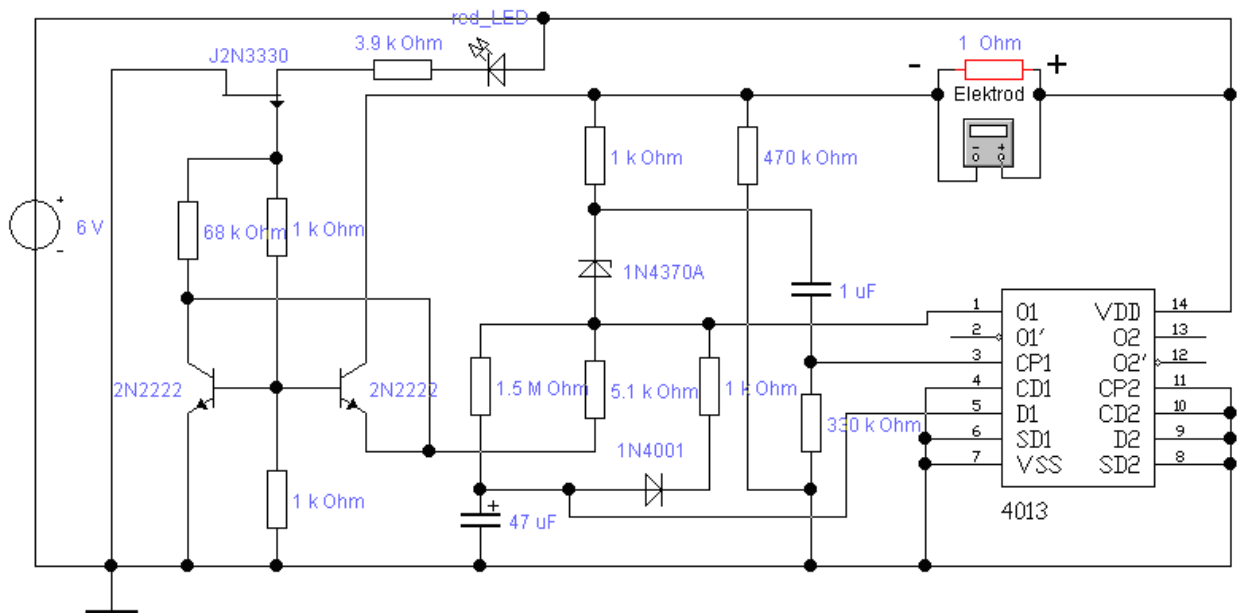 red_LED
3.9 k Ohm
1 Ohm
J2N3330
- +
Elektrod
1 k Ohm
470 k Ohm
- +
+
6 V
-
68 k Ohm
1 k Ohm
1N4370A
1 uF
1 O1 VDD 14
2 O1' O2 13
3 CP1 O2' 12
4 CD1 CP2 11
5 D1 CD2 10
6 SD1 D2 9
7 VSS SD2 8
4013
2N2222
2N2222
1.5 M Ohm
5.1 k Ohm
1 k Ohm
330 k Ohm
1N4001
1 k Ohm
+
47 uF